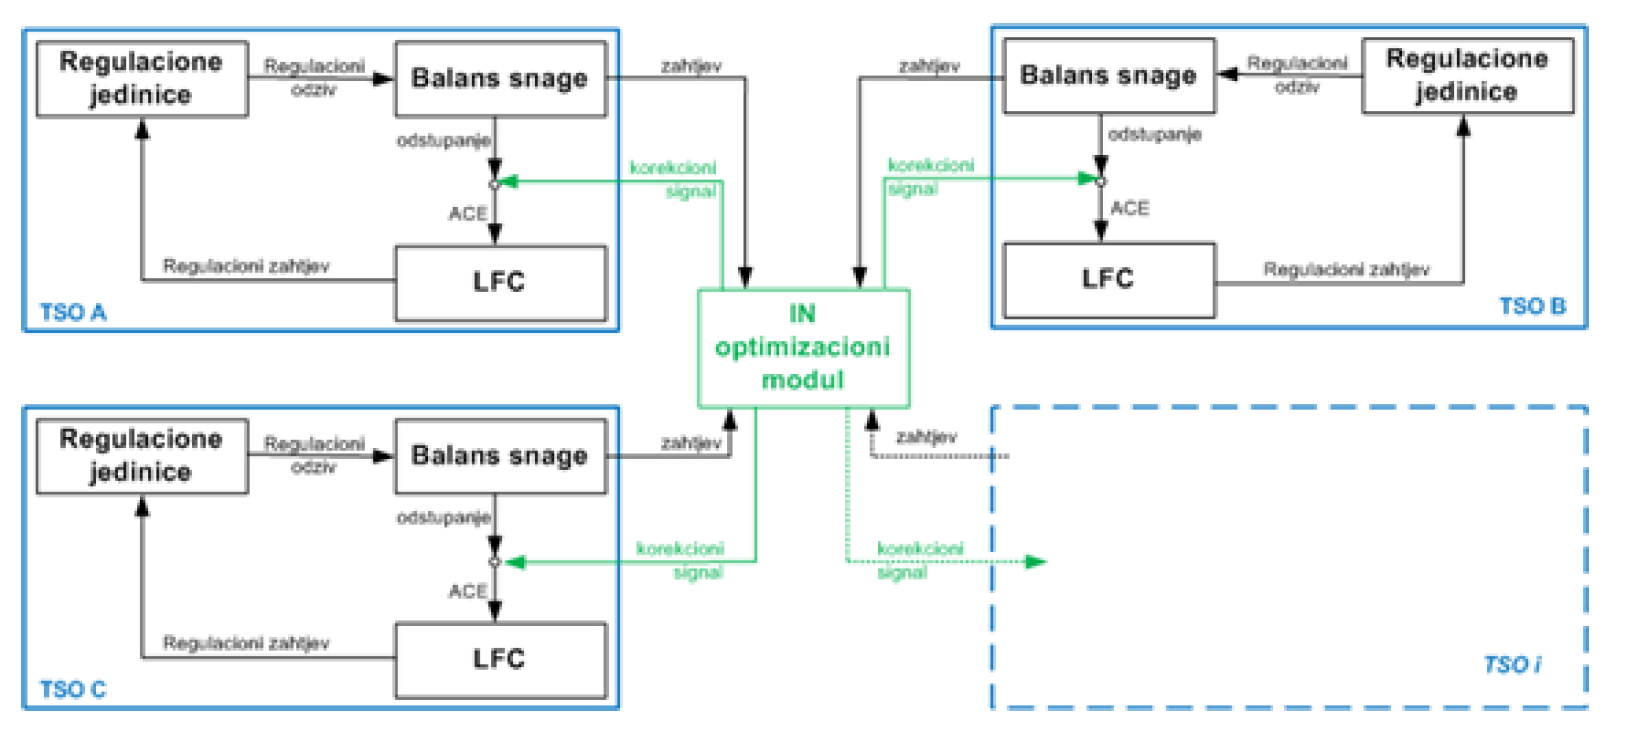 Regulacione
jedinice
Regulacioni
odziv
Balans snage
zahtjev
odstupanje
korekcioni
signal
ACE
LFC
Regulacioni zahtjev
TSO A
zahtjev
Balans snage
Regulacioni
odziv
Regulacione
jedinice
odstupanje
korekcioni
signal
ACE
LFC
Regulacioni zahtjev
TSO B
IN
optimizacioni
modul
Regulacione
jedinice
Regulacioni
odziv
Balans snage
zahtjev
odstupanje
korekcioni
signal
ACE
LFC
Regulacioni zahtjev
TSO C
zahtjev
korekcioni
signal
TSO i